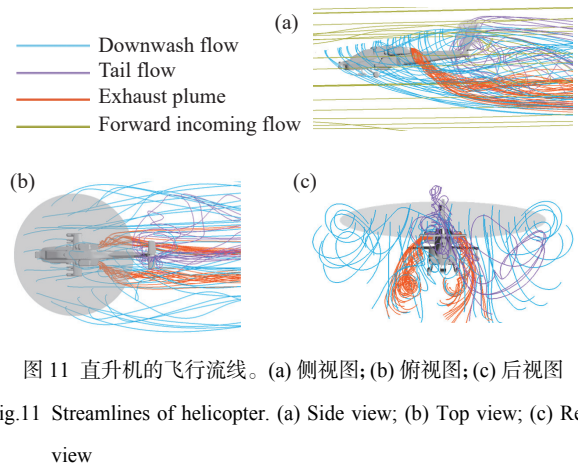 (a)
Downwash flow
Tail flow
Exhaust plume
Forward incoming flow
(b)
(c)
图 11 直升机的飞行流线。(a) 侧视图; (b) 俯视图; (c) 后视图
ig.11 Streamlines of helicopter. (a) Side view; (b) Top view; (c) Re
view